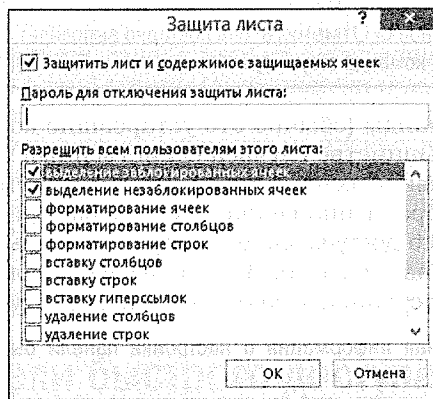 Защита листа
?
Защитить лист и содержимое защищаемых ячеек
Пароль для отключения защиты листа:
Разрешить всем пользователям этого листа:
выделение заблокированных ячеек
выделение незаблокированных ячеек
форматирование ячеек
форматирование столбцов
форматирование строк
вставку столбцов
вставку строк
вставку гиперссылок
удаление столбцов
удаление строк
ОК
Отмена